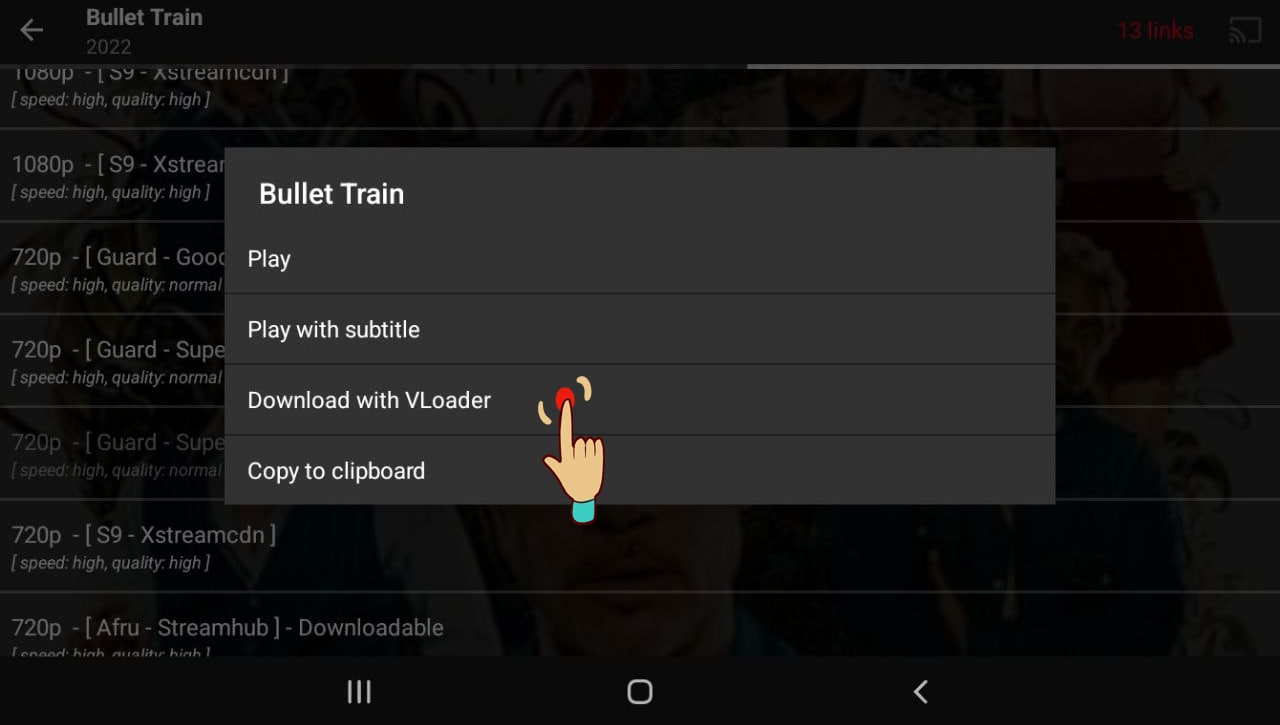 Bullet Train
2022
13 links
1080p - [ S9 - Xstreamcdn ]
[ speed: high, quality: high ]
1080p - [ S9 - Xstrear
[ speed: high, quality: high ]
720p - [ Guard - Good
[ speed: high, quality: normal
720p - [ Guard - Supe
[ speed: high, quality: normal
720p - [ Guard - Supe
[ speed: high, quality: normal
Bullet Train
Play
Play with subtitle
Download with VLoader
Copy to clipboard
720p - [ S9 - Xstreamcdn ]
[ speed: high, quality: high ]
720p - [ Afru - Streamhub ] - Downloadable
[ speed: high, quality: high ]